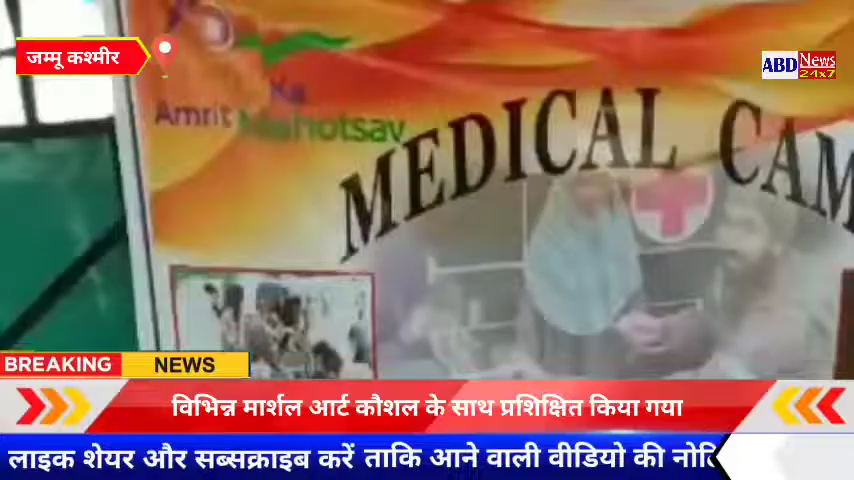 जम्मू कश्मीर
ABD News
24x7
Ka
Amrit Mahotsav
MEDICAL CAM
BREAKING NEWS
विभिन्न मार्शल आर्ट कौशल के साथ प्रशिक्षित किया गया
लाइक शेयर और सब्सक्राइब करें ताकि आने वाली वीडियो की नोति